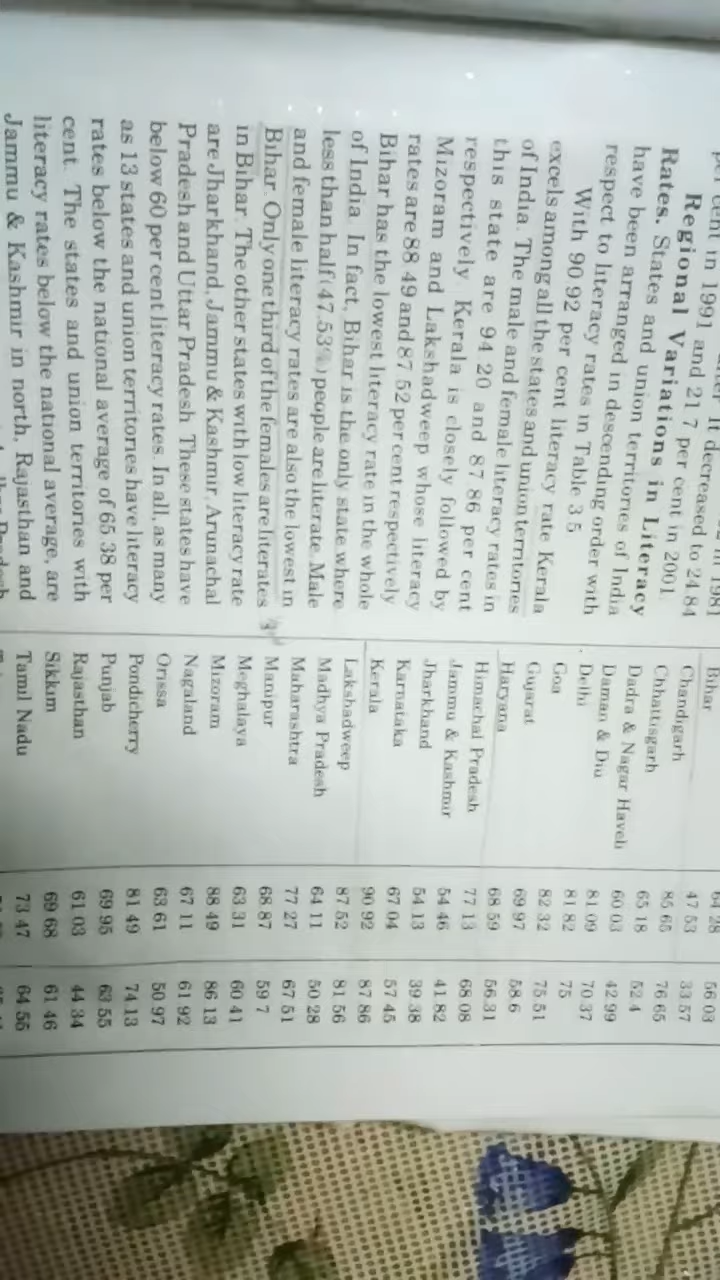 cent in 1991 and 21 7 per cent in 2001
Regional Variations in Literacy
Rates. States and union territories of India
have been arranged in descending order with
respect to literacy rates in Table 3 5
With 90 92 per cent literacy rate Kerala
excels among all the states and union territories
of India. The male and female literacy rates in
this state are 94 20 and 87 86 per cent
respectively Kerala is closely followed by
Mizoram and Lakshadweep whose literacy
rates are 88 49 and 87 52 per cent respectively
Bihar has the lowest literacy rate in the whole
of India In fact, Bihar is the only state where
less than half (47.53%) people are literate Male
and female literacy rates are also the lowest in
Bihar Only one third of the females are literates
in Bihar. The other states with low literacy rate
are Jharkhand, Jammu & Kashmir, Arunachal
Pradesh and Uttar Pradesh These states have
below 60 per cent literacy rates. In all, as many
as 13 states and union territories have literacy
rates below the national average of 65 38 per
cent. The states and union territories with
literacy rates below the national average, are
Jammu & Kashmir in north, Rajasthan and
Bihar 64 28 56 03
Chandigarh 47 53 33 57
Chhattisgarh 85 65 76.65
Dadra & Nagar Haveli 65 18 52 4
Daman & Diu 60 03 42 99
Delhi 81 09 70 37
Goa 81 82 75
Gujarat 82 32 75 51
Haryana 69 97 58 6
Himachal Pradesh 68 59 56.31
Jammu & Kashmir 77 13 68 08
Jharkhand 54 46 41 82
Karnataka 54 13 39 38
Kerala 67 04 57 45
Lakshadweep 90 92 87 86
Madhya Pradesh 87 52 81 56
Maharashtra 64 11 50 28
Manipur 77 27 67 51
Meghalaya 68 87 59 7
Mizoram 63 31 60 41
Nagaland 88 49 86 13
Orissa 67 11 61 92
Pondicherry 63 61 50 97
Punjab 81 49 74.13
Rajasthan 69 95 63 55
Sikkim 61 03 44 34
Tamil Nadu 69 68 61 46
73 47 64 55